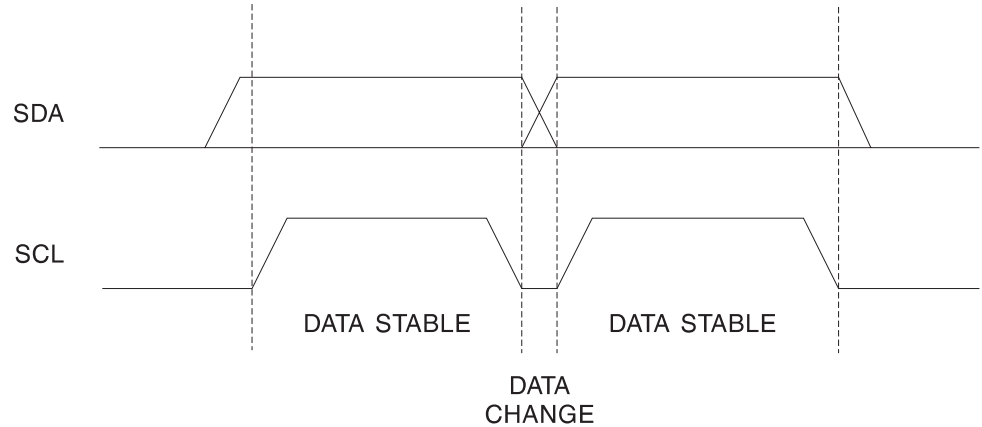 SDA
SCL
DATA STABLE
DATA STABLE
DATA
CHANGE